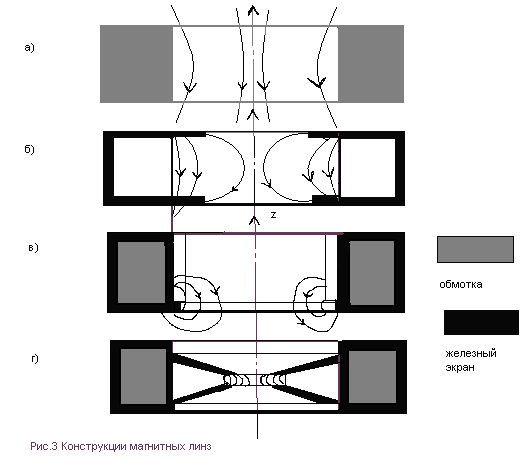 а)
б)
z
в)
обмотка
г)
железный
экран
Рис.3 Конструкции магнитных линз